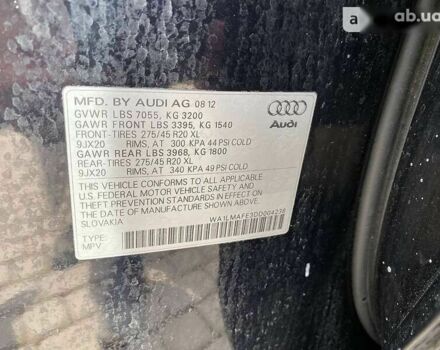 a ab.ua
MFD. BY AUDI AG 08 12
GVWR LBS 7055, KG 3200
GAWR FRONT LBS 3395, KG 1540
FRONT-TIRES 275/45 R20 XL
9JX20 RIMS, AT 300 KPA 44 PSI COLD
GAWR REAR LBS 3968, KG 1800
REAR-TIRES 275/45 R20 XL
9JX20 RIMS, AT 340 KPA 49 PSI COLD
Audi
THIS VEHICLE CONFORMS TO ALL APPLICABLE
U.S. FEDERAL MOTOR VEHICLE SAFETY AND
THEFT PREVENTION STANDARDS IN EFFECT ON
THE DATE OF MANUFACTURE SHOWN ABOVE.
SLOVAKIA WA1LMAFE3DD004236
TYPE:
MPV